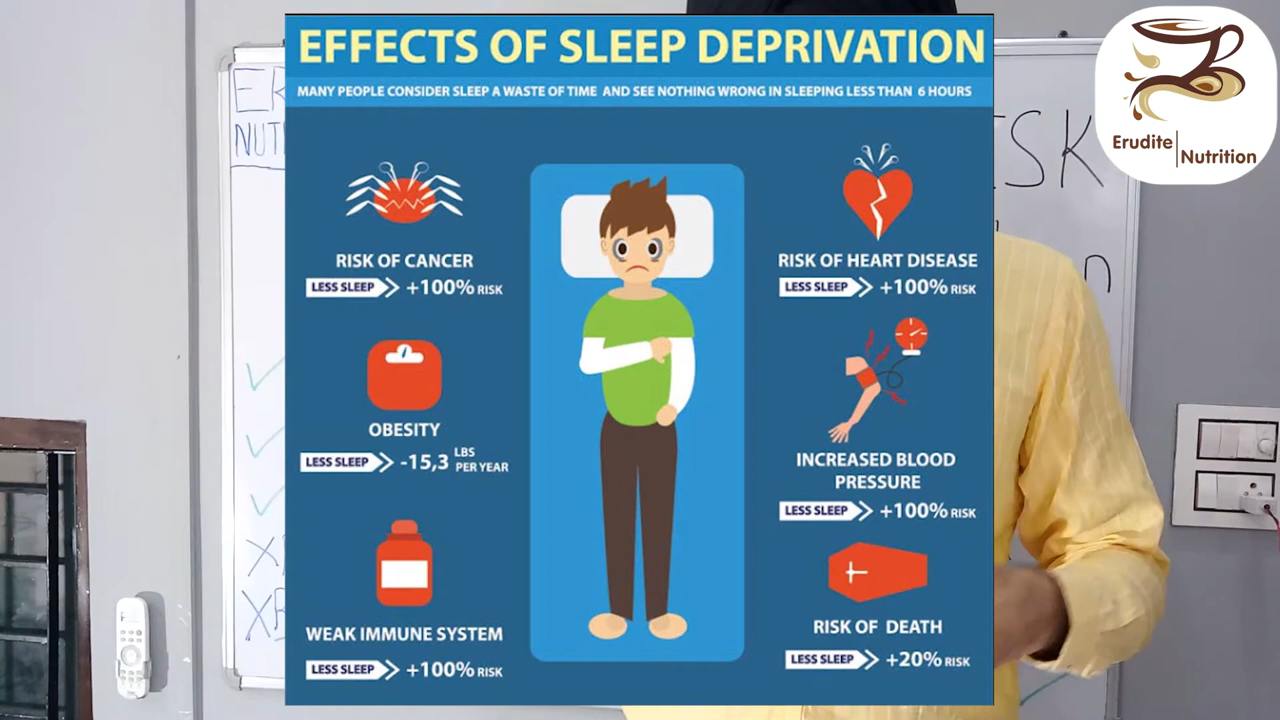 EFFECTS OF SLEEP DEPRIVATION
MANY PEOPLE CONSIDER SLEEP A WASTE OF TIME AND SEE NOTHING WRONG IN SLEEPING LESS THAN 6 HOURS
RISK OF CANCER
LESS SLEEP +100% RISK
OBESITY
LESS SLEEP -15,3 LBS PER YEAR
WEAK IMMUNE SYSTEM
LESS SLEEP +100% RISK
RISK OF HEART DISEASE
LESS SLEEP +100% RISK
INCREASED BLOOD
PRESSURE
LESS SLEEP +100% RISK
RISK OF DEATH
LESS SLEEP +20% RISK
Erudite
Nutrition